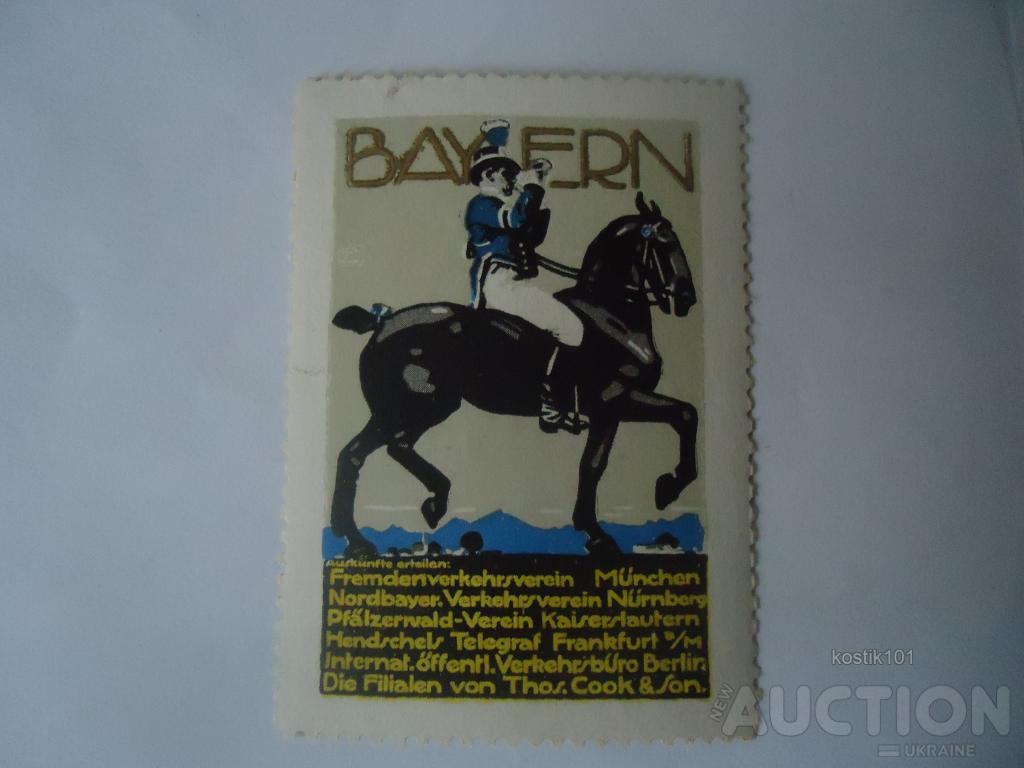 BAYERN
Auskünfte erteilen:
Fremdenverkehrsverein München
Nordbayer. Verkehrsverein Nürnberg
Pfälzerwald-Verein Kaiserslautern
Hendschels Telegraf Frankfurt a/M
Internat. öffentl. Verkehrsbüro Berlin.
Die Filialen von Thos. Cook & Son.
kostik101
NEW AUCTION
UKRAINE